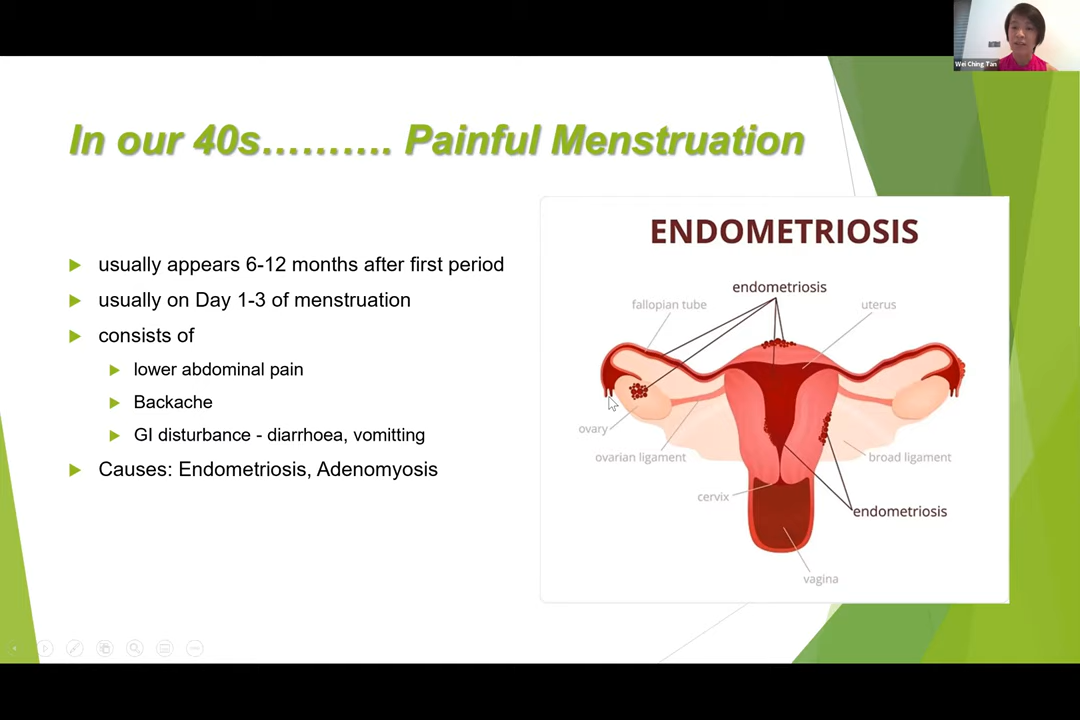 Wei Ching Tan
In our 40s.......... Painful Menstruation
usually appears 6-12 months after first period
usually on Day 1-3 of menstruation
consists of
lower abdominal pain
Backache
GI disturbance - diarrhoea, vomitting
Causes: Endometriosis, Adenomyosis
ENDOMETRIOSIS
endometriosis
fallopian tube
uterus
ovary
ovarian ligament
broad ligament
cervix
endometriosis
vagina